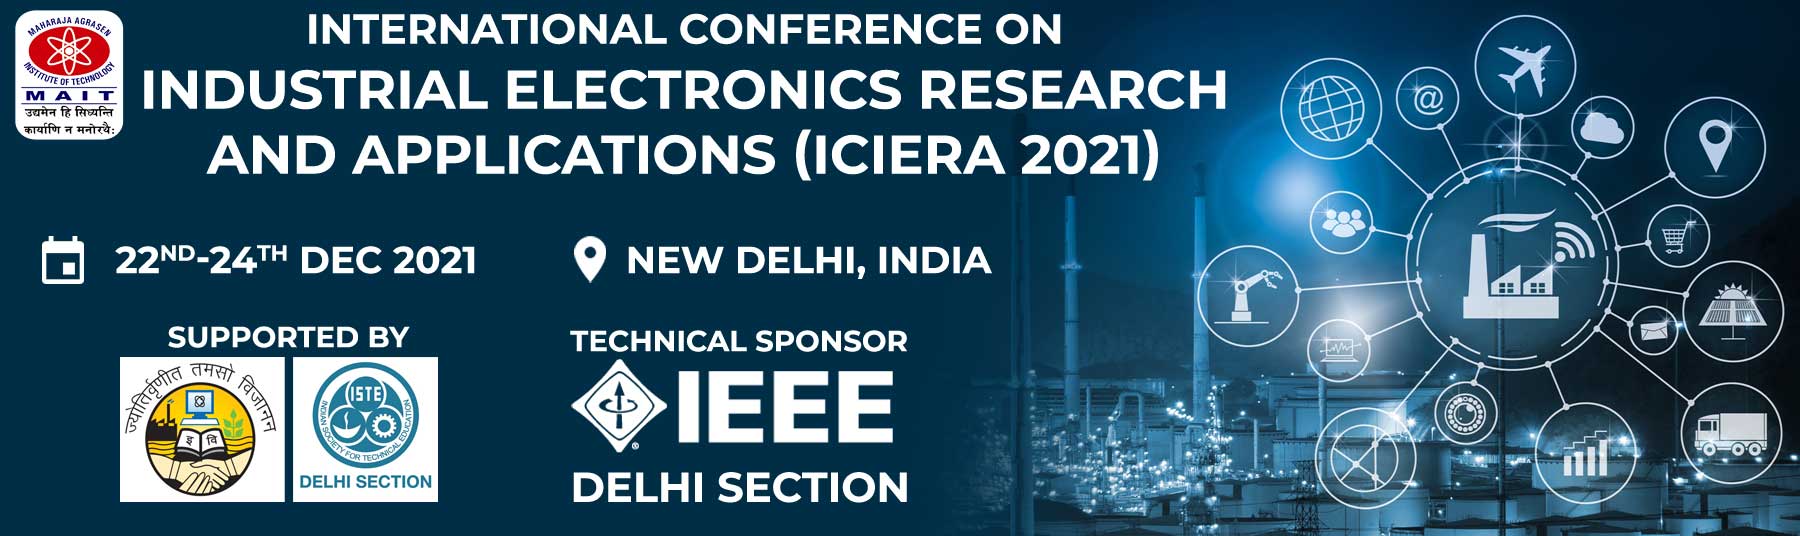 MAHARAJA AGRASEN
INSTITUTE OF TECHNOLOGY
MAIT
उद्यमेन हि सिध्यन्ति
कार्याणि न मनोरथैः
INTERNATIONAL CONFERENCE ON
INDUSTRIAL ELECTRONICS RESEARCH
AND APPLICATIONS (ICIERA 2021)
22ND-24TH DEC 2021
NEW DELHI, INDIA
SUPPORTED BY
ज्योतिर्वृणीत तमसो विजानन
इ वि
ISTE
INDIAN SOCIETY FOR TECHNICAL EDUCATION
DELHI SECTION
TECHNICAL SPONSOR
IEEE
®
DELHI SECTION
@